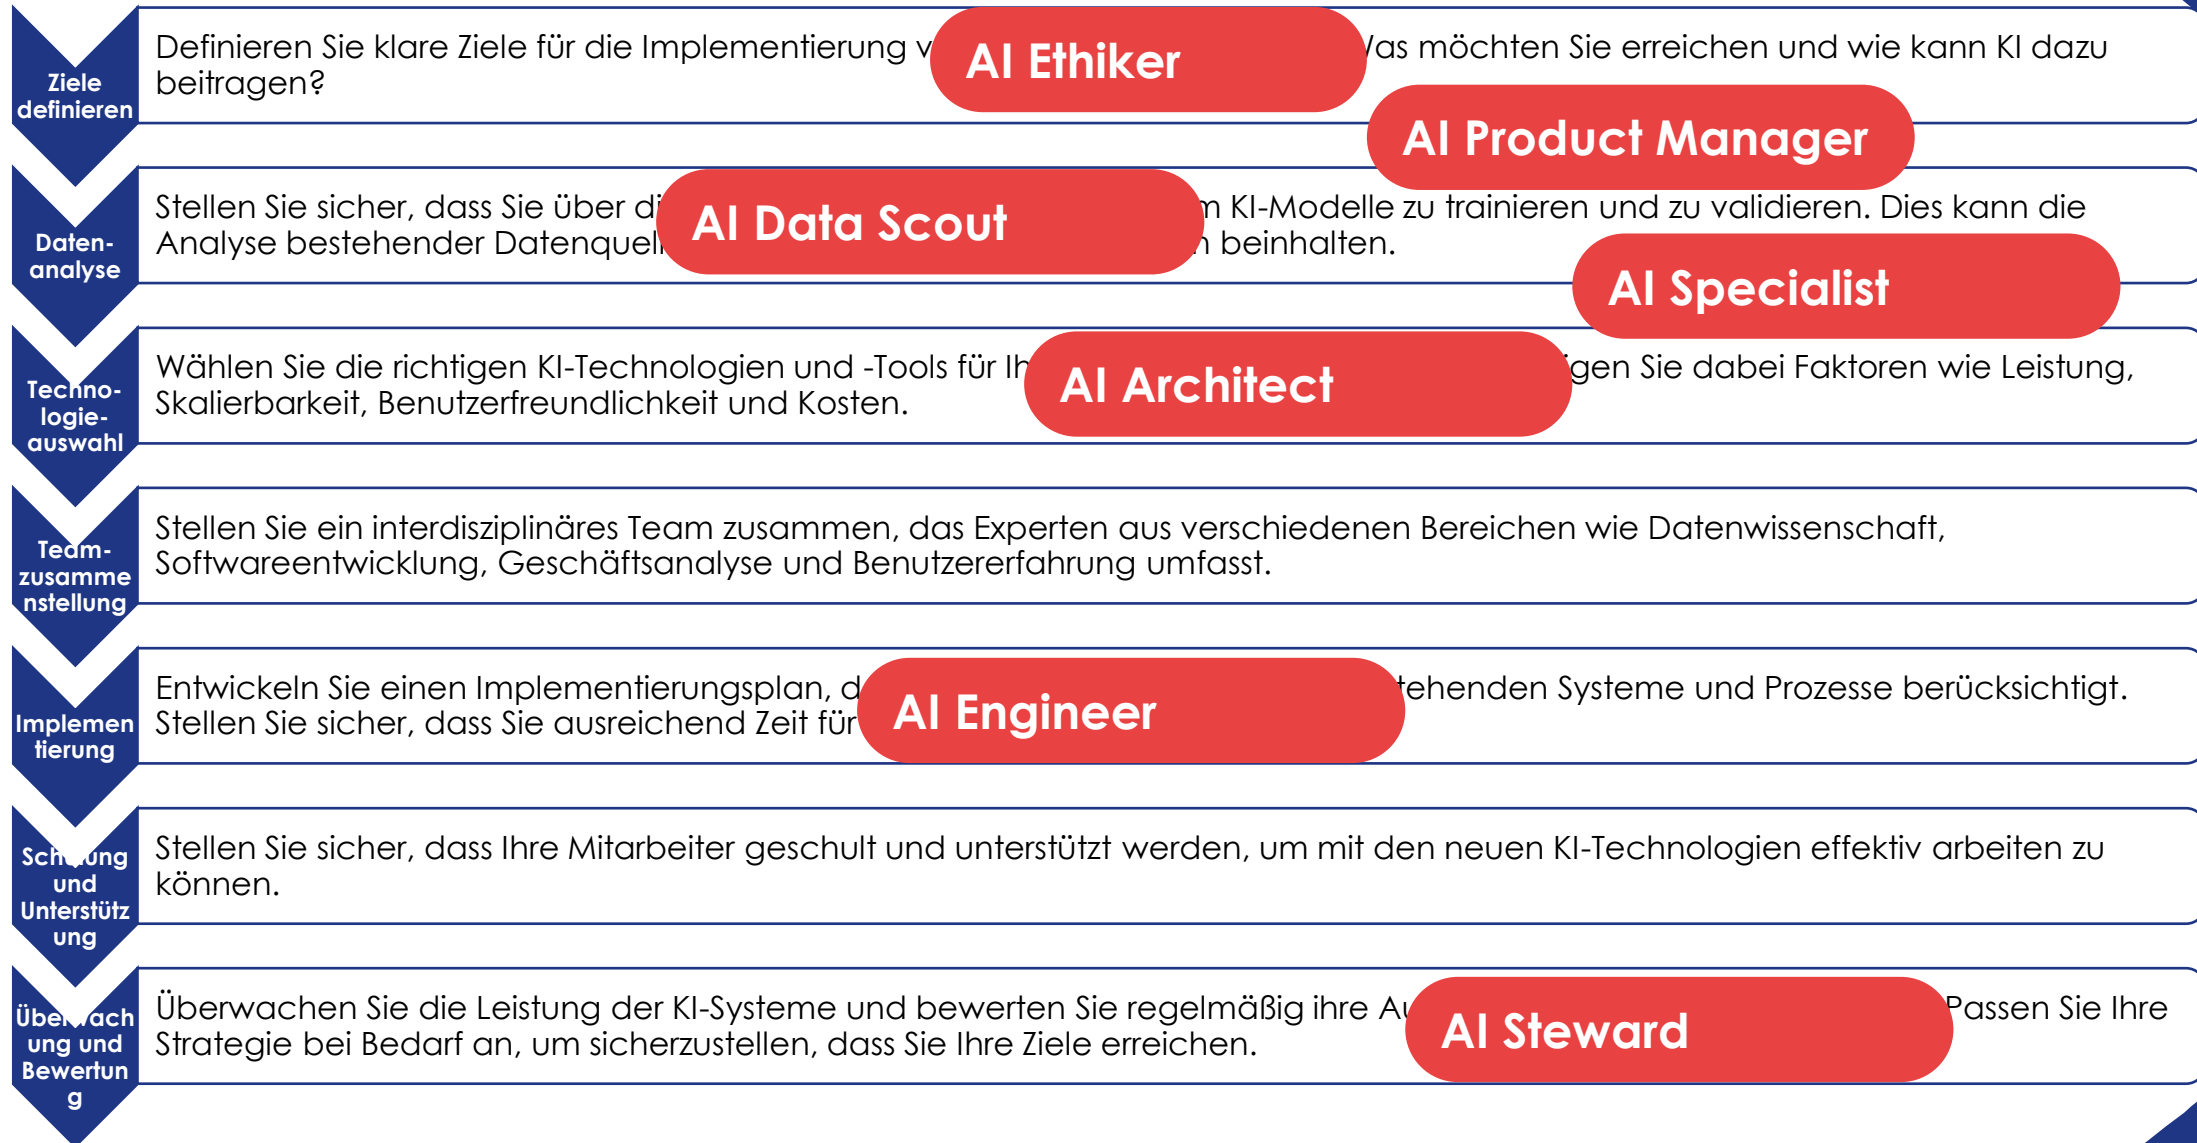 Ziele
definieren
Definieren Sie klare Ziele für die Implementierung
AI Ethiker
möchten Sie erreichen und wie kann KI dazu
beitragen?
AI Product Manager
Daten-
analyse
Stellen Sie sicher, dass Sie über
AI Data Scout
KI-Modelle zu trainieren und zu validieren. Dies kann die
Analyse bestehender
beinhalten.
AI Specialist
Techno-
logie-
auswahl
Wählen Sie die richtigen KI-Technologien und -Tools für
AI Architect
Sie dabei Faktoren wie Leistung,
Skalierbarkeit, Benutzerfreundlichkeit und Kosten.
Team-
zusamme
nstellung
Stellen Sie ein interdisziplinäres Team zusammen, das Experten aus verschiedenen Bereichen wie Datenwissenschaft,
Softwareentwicklung, Geschäftsanalyse und Benutzererfahrung umfasst.
Implemen
tierung
Entwickeln Sie einen Implementierungsplan,
AI Engineer
Systeme und Prozesse berücksichtigt.
Stellen Sie sicher, dass Sie ausreichend Zeit für
Schulung
und
Unterstütz
ung
Stellen Sie sicher, dass Ihre Mitarbeiter geschult und unterstützt werden, um mit den neuen KI-Technologien effektiv arbeiten zu
können.
Überwach
ung und
Bewertun
g
Überwachen Sie die Leistung der KI-Systeme und bewerten Sie regelmäßig ihre
AI Steward
Passen Sie Ihre
Strategie bei Bedarf an, um sicherzustellen, dass Sie Ihre Ziele erreichen.